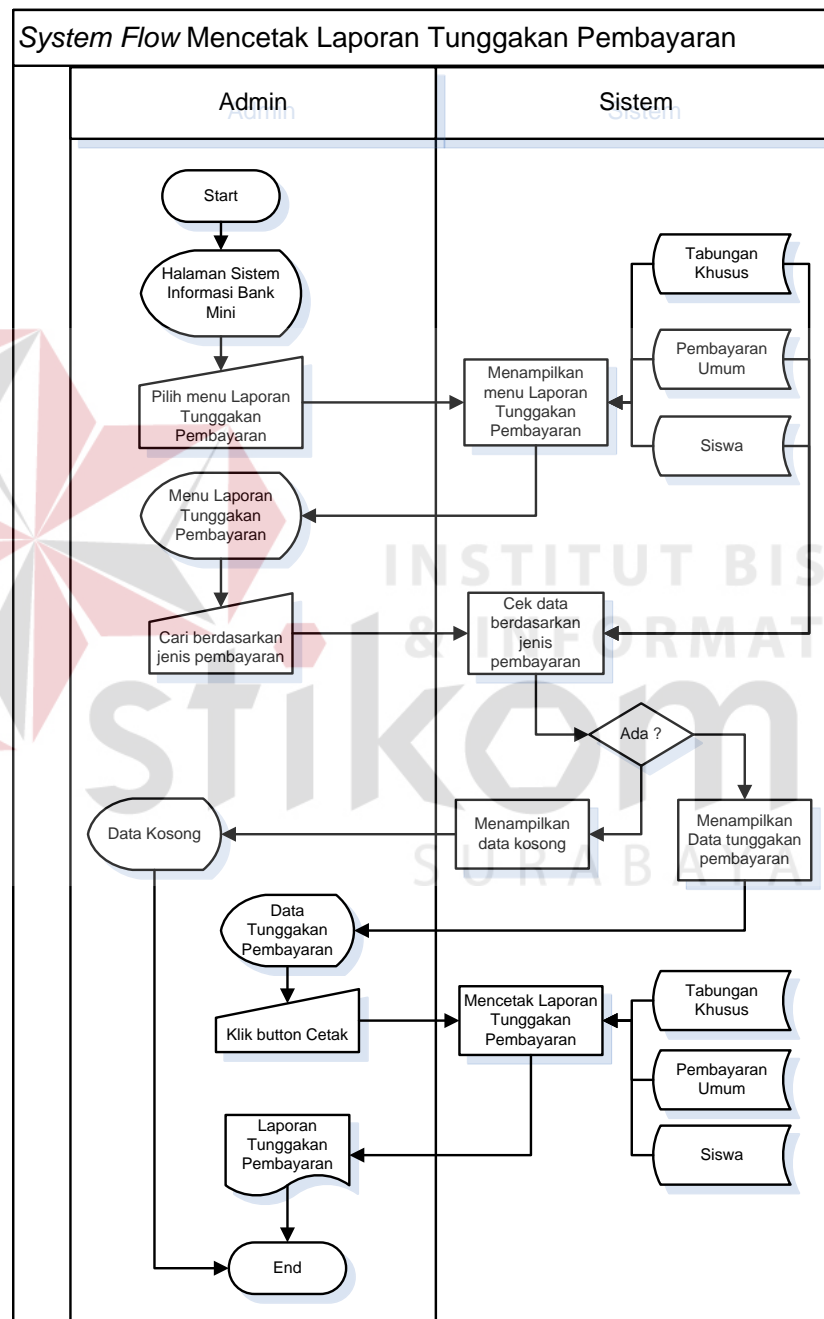 System Flow Mencetak Laporan Tunggakan Pembayaran
Admin
Sistem
Start
Halaman Sistem
Informasi Bank
Mini
Tabungan
Khusus
Pilih menu Laporan
Tunggakan
Pembayaran
Menampilkan
menu Laporan
Tunggakan
Pembayaran
Pembayaran
Umum
Siswa
Menu Laporan
Tunggakan
Pembayaran
Cari berdasarkan
jenis pembayaran
Cek data
berdasarkan
jenis
pembayaran
Ada ?
Data Kosong
Menampilkan
data kosong
Menampilkan
Data tunggakan
pembayaran
Data
Tunggakan
Pembayaran
Klik button Cetak
Mencetak Laporan
Tunggakan
Pembayaran
Tabungan
Khusus
Pembayaran
Umum
Siswa
Laporan
Tunggakan
Pembayaran
End
INSTITUT BIS
& INFORMAT
stikom
SURABAYA